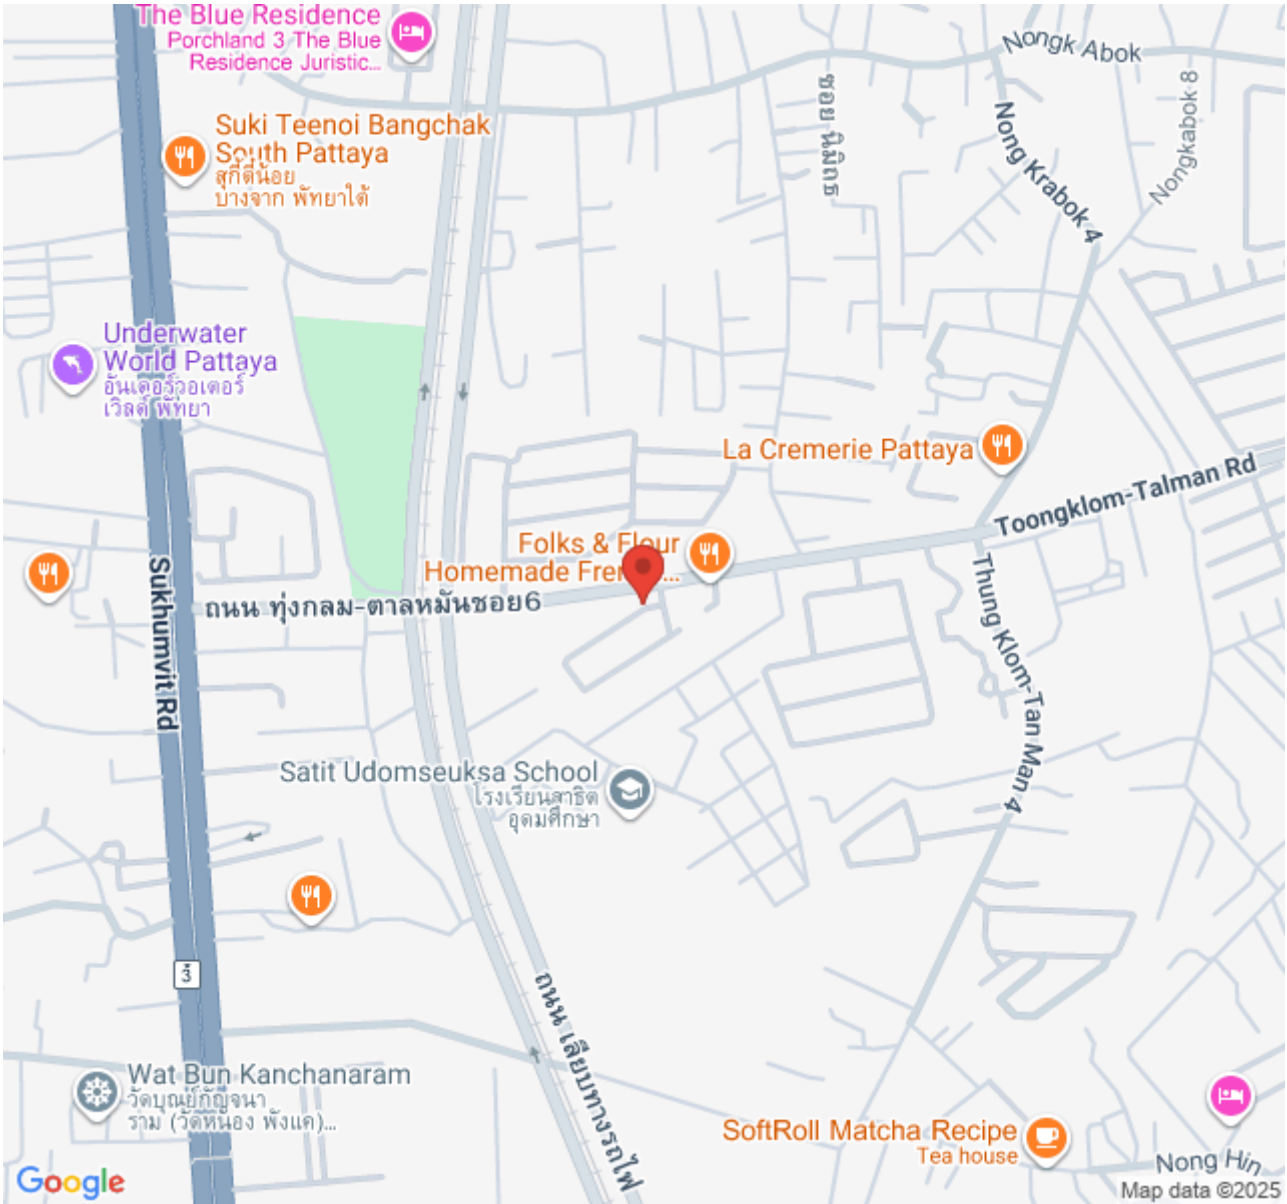 The Blue Residence
Porchland 3 The Blue
Residence Juristic...
Nongk Abok
Nongkabok 8
ซอย นิมิตร
Nong Krabok 4
Suki Teenoi Bangchak
South Pattaya
สุกี้ตี๋น้อย
บางจาก พัทยาใต้
Underwater
World Pattaya
อันเดอร์วอเตอร์
เวิลด์ พัทยา
La Cremerie Pattaya
Toongklom-Talman Rd
Folks & Flour
Homemade Fren...
ถนน ทุ่งกลม-ตาลหมันซอย6
Sukhumvit Rd
Thung Klom-Tan Man 4
Satit Udomseuksa School
โรงเรียนสาธิต
อุดมศึกษา
3
ถนน เลียบทางรถไฟ
Wat Bun Kanchanaram
วัดบุณย์กัญจนา
ราม (วัดหนอง พังแค)...
SoftRoll Matcha Recipe
Tea house
Nong Hin
Google
Map data ©2025